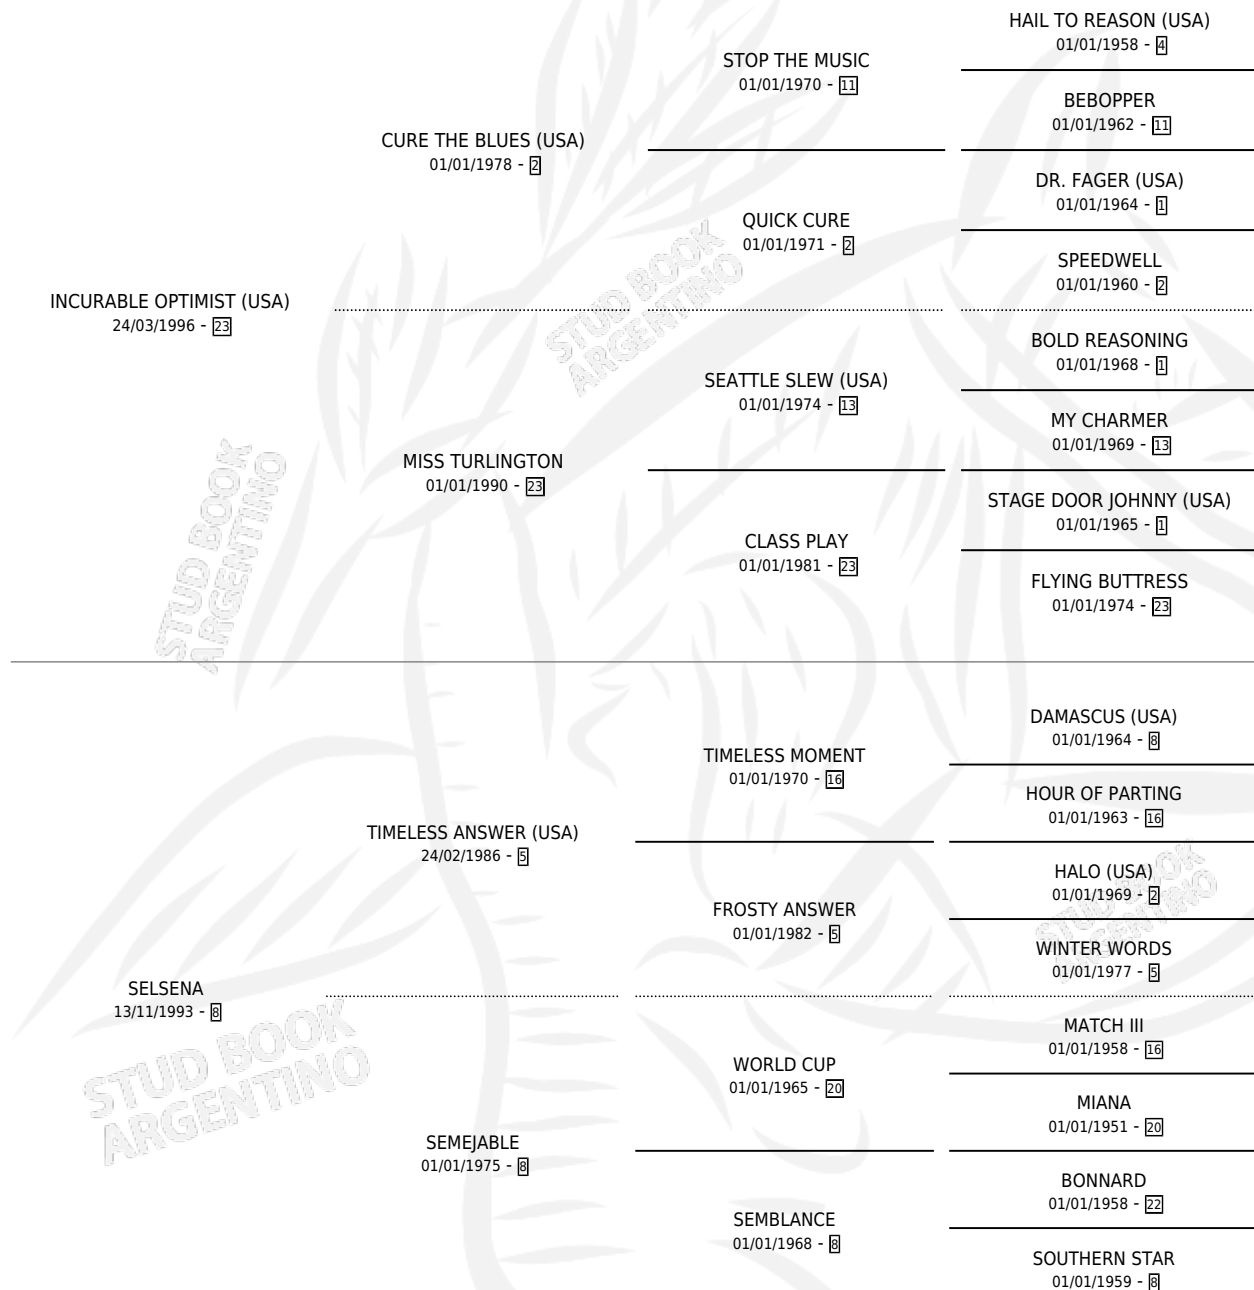 HAIL TO REASON (USA)
01/01/1958 - 4
STOP THE MUSIC
01/01/1970 - 11
BEBOPPER
01/01/1962 - 11
CURE THE BLUES (USA)
01/01/1978 - 2
DR. FAGER (USA)
01/01/1964 - 1
QUICK CURE
01/01/1971 - 2
SPEEDWELL
01/01/1960 - 2
INCURABLE OPTIMIST (USA)
24/03/1996 - 23
BOLD REASONING
01/01/1968 - 1
SEATTLE SLEW (USA)
01/01/1974 - 13
MY CHARMER
01/01/1969 - 13
MISS TURLINGTON
01/01/1990 - 23
STAGE DOOR JOHNNY (USA)
01/01/1965 - 1
CLASS PLAY
01/01/1981 - 23
FLYING BUTTRESS
01/01/1974 - 23
DAMASCUS (USA)
01/01/1964 - 8
TIMELESS MOMENT
01/01/1970 - 16
HOUR OF PARTING
01/01/1963 - 16
TIMELESS ANSWER (USA)
24/02/1986 - 5
HALO (USA)
01/01/1969 - 2
FROSTY ANSWER
01/01/1982 - 5
WINTER WORDS
01/01/1977 - 5
SELSENA
13/11/1993 - 8
MATCH III
01/01/1958 - 16
WORLD CUP
01/01/1965 - 20
MIANA
01/01/1951 - 20
SEMEJABLE
01/01/1975 - 8
BONNARD
01/01/1958 - 22
SEMBLANCE
01/01/1968 - 8
SOUTHERN STAR
01/01/1959 - 8
STUD BOOK
ARGENTINO
STUD BOOK
ARGENTINO
STUD BOOK
ARGENTINO
STUD BOOK
ARGENTINO